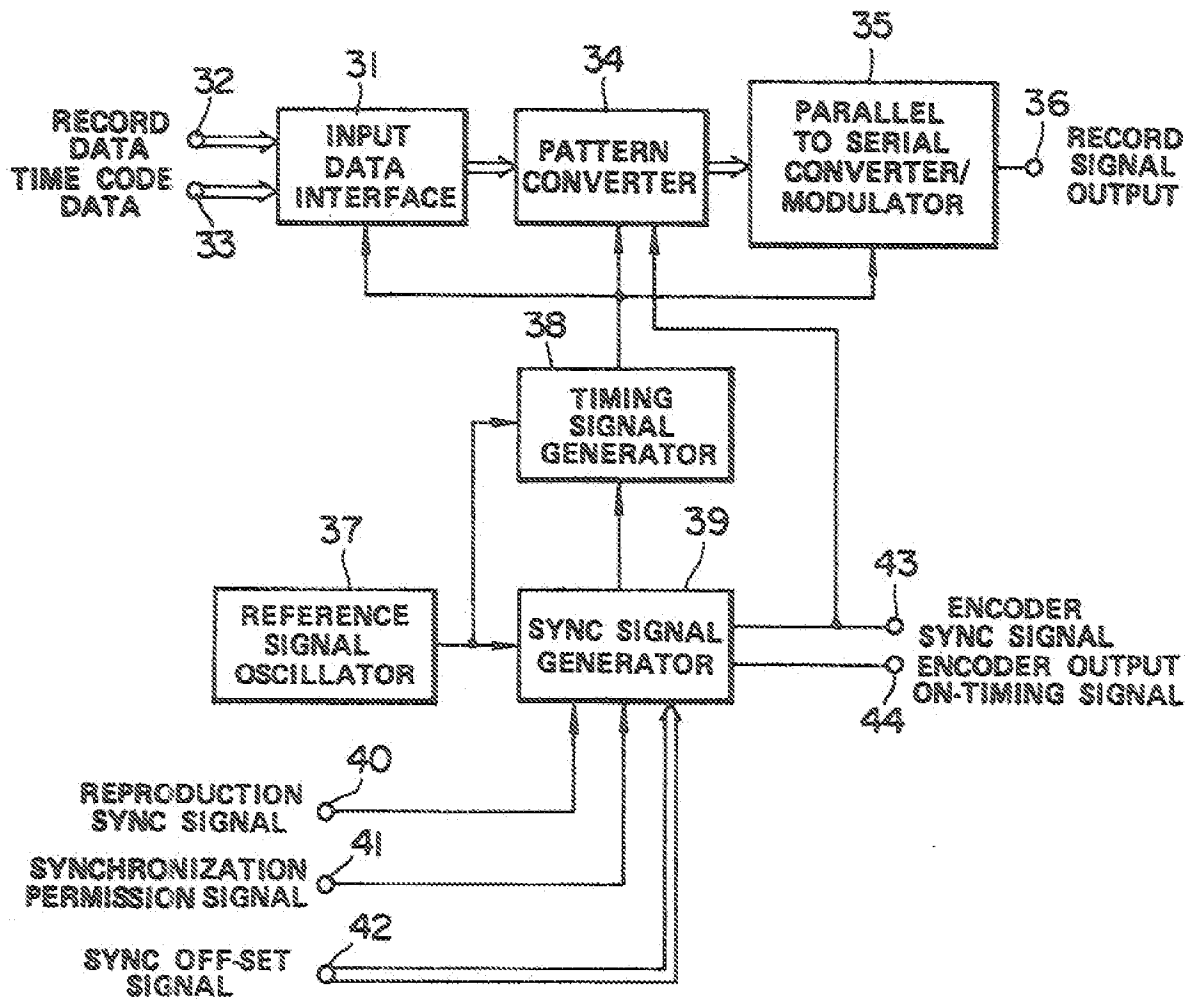 31
34
35
32
36
RECORD
DATA
TIME CODE
DATA
33
INPUT
DATA
INTERFACE
PATTERN
CONVERTER
PARALLEL
TO SERIAL
CONVERTER/
MODULATOR
RECORD
SIGNAL
OUTPUT
38
TIMING
SIGNAL
GENERATOR
37
39
43
REFERENCE
SIGNAL
OSCILLATOR
SYNC SIGNAL
GENERATOR
ENCODER
SYNC SIGNAL
ENCODER OUTPUT
ON-TIMING SIGNAL
44
40
REPRODUCTION
SYNC SIGNAL
41
SYNCHRONIZATION
PERMISSION SIGNAL
42
SYNC OFF-SET
SIGNAL